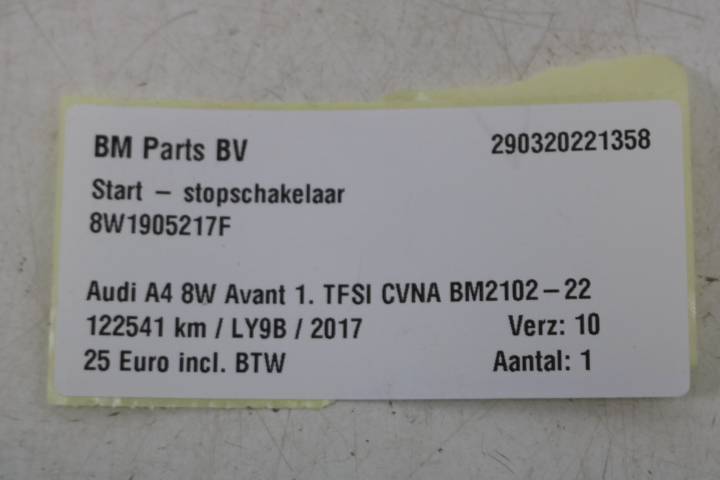 BM Parts BV 290320221358
Start – stopschakelaar
8W1905217F
Audi A4 8W Avant 1. TFSI CVNA BM2102–22
122541 km / LY9B / 2017 Verz: 10
25 Euro incl. BTW Aantal: 1